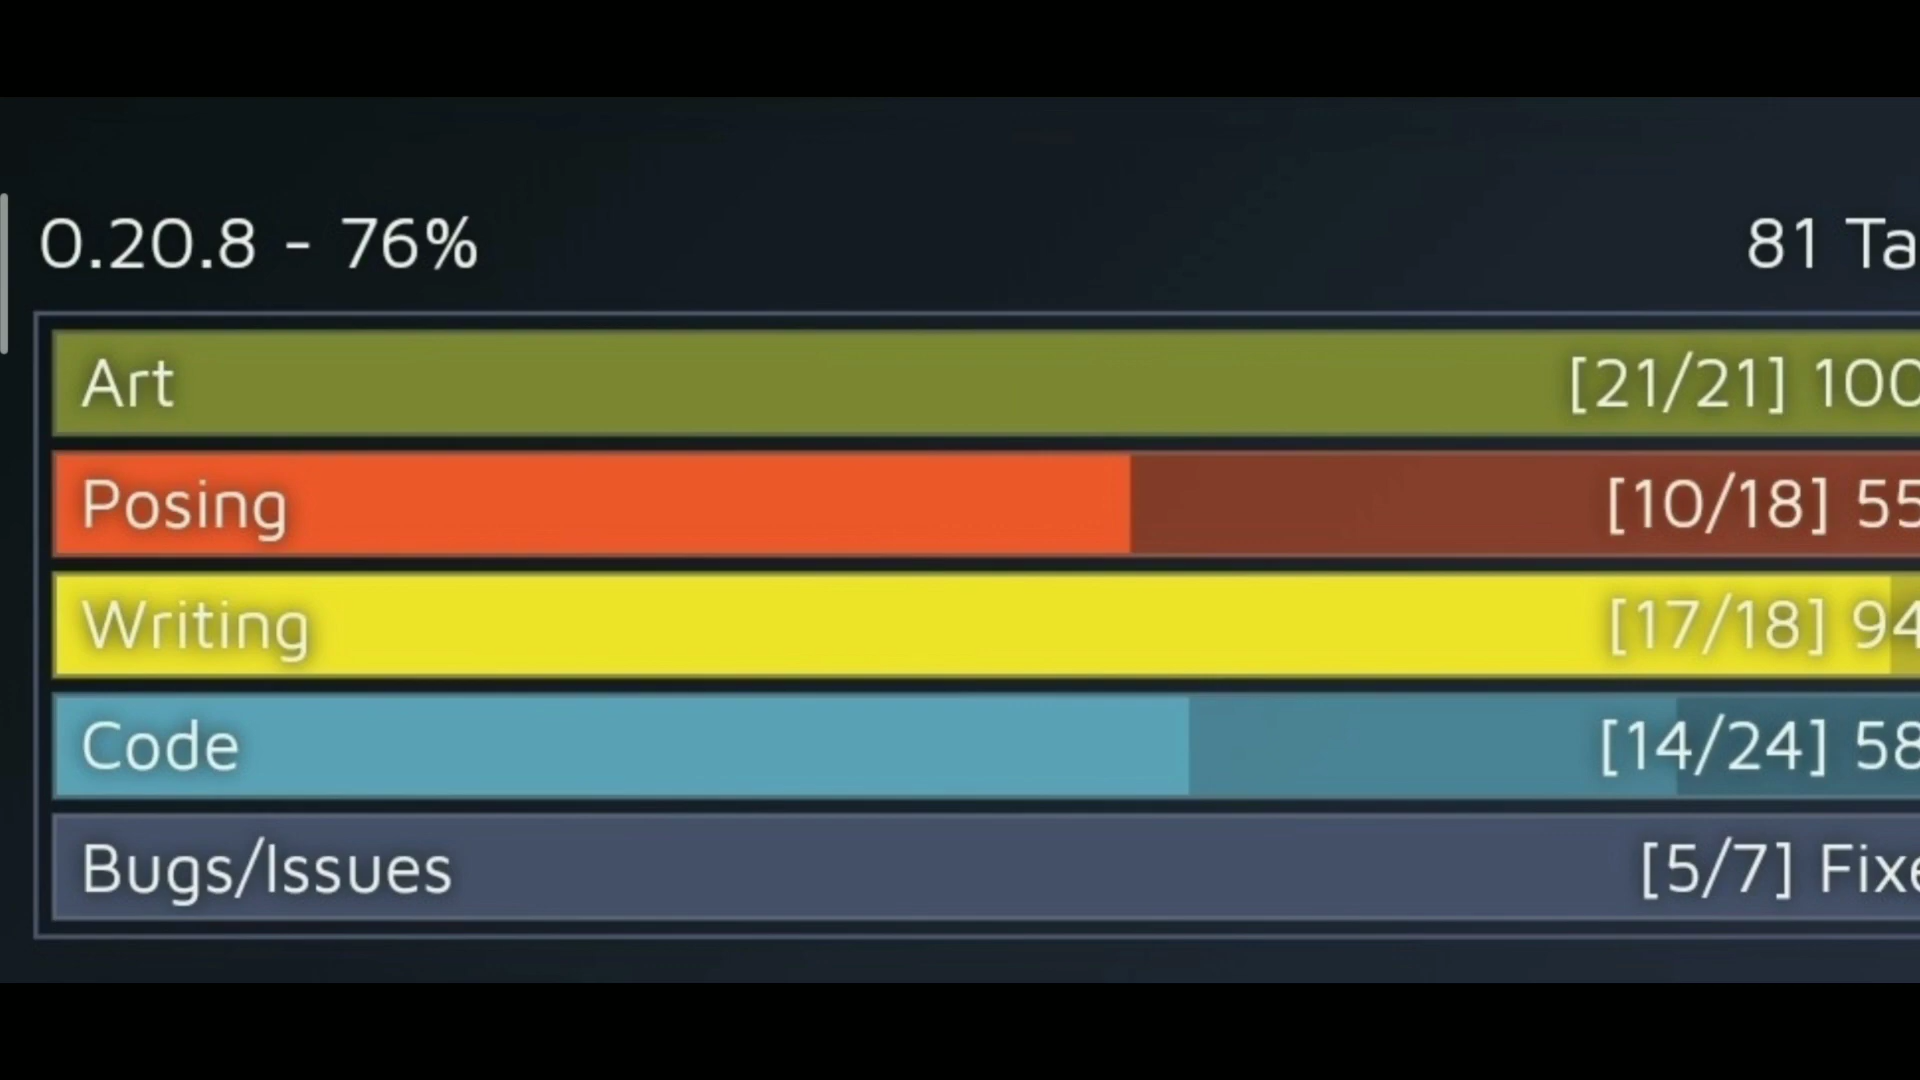 0.20.8 - 76% 81 Ta
Art [21/21] 100
Posing [10/18] 55
Writing [17/18] 94
Code [14/24] 58
Bugs/Issues [5/7] Fixe